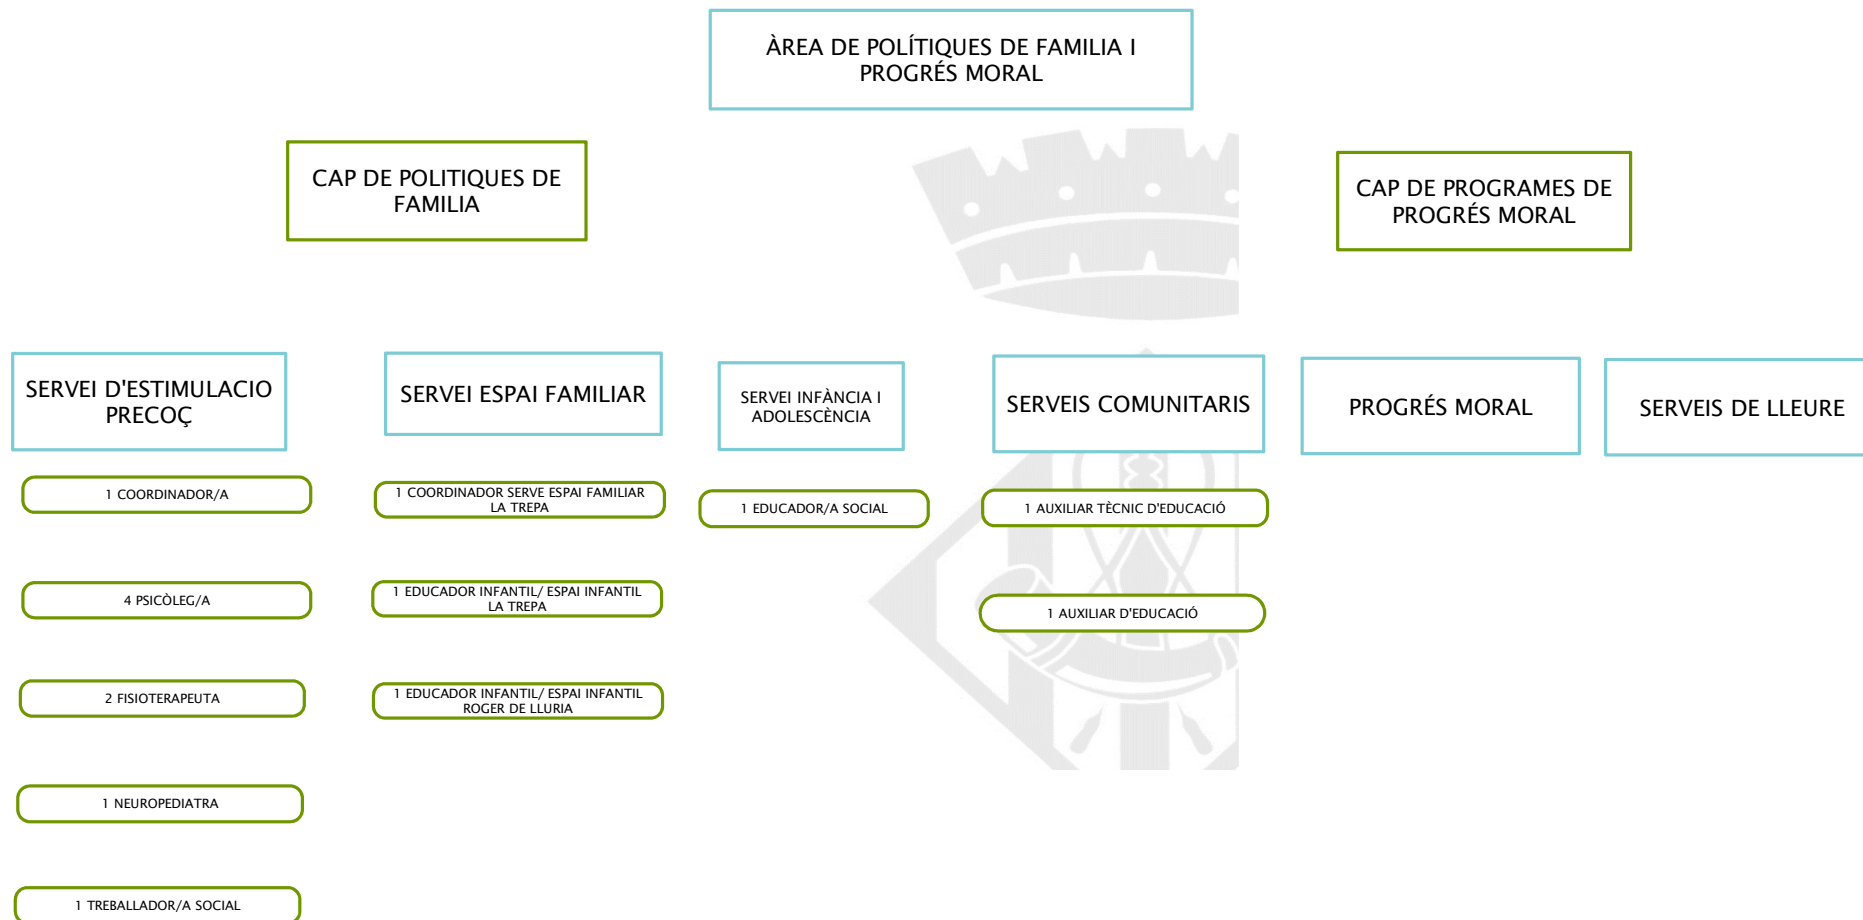 ÀREA DE POLÍTIQUES DE FAMILIA I
PROGRÉS MORAL
CAP DE POLITIQUES DE
FAMILIA
CAP DE PROGRAMES DE
PROGRÉS MORAL
SERVEI D'ESTIMULACIO
PRECOÇ
SERVEI ESPAI FAMILIAR
SERVEI INFÀNCIA I
ADOLESCÈNCIA
SERVEIS COMUNITARIS
PROGRÉS MORAL
SERVEIS DE LLEURE
1 COORDINADOR/A
1 COORDINADOR SERVE ESPAI FAMILIAR
LA TREPA
1 EDUCADOR/A SOCIAL
1 AUXILIAR TÈCNIC D'EDUCACIÓ
4 PSICÒLEG/A
1 EDUCADOR INFANTIL/ ESPAI INFANTIL
LA TREPA
1 AUXILIAR D'EDUCACIÓ
2 FISIOTERAPEUTA
1 EDUCADOR INFANTIL/ ESPAI INFANTIL
ROGER DE LLURIA
1 NEUROPEDIATRA
1 TREBALLADOR/A SOCIAL